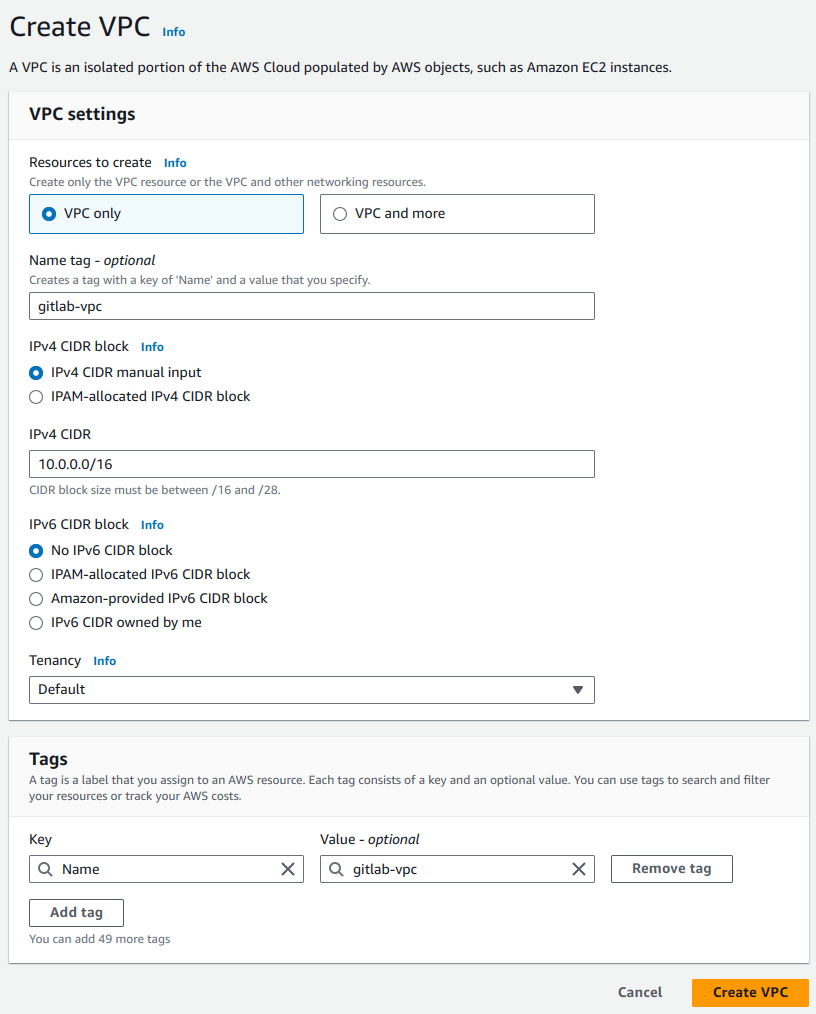 Create VPC Info
A VPC is an isolated portion of the AWS Cloud populated by AWS objects, such as Amazon EC2 instances.
VPC settings
Resources to create Info
Create only the VPC resource or the VPC and other networking resources.
VPC only VPC and more
Name tag - optional
Creates a tag with a key of 'Name' and a value that you specify.
gitlab-vpc
IPv4 CIDR block Info
IPv4 CIDR manual input
IPAM-allocated IPv4 CIDR block
IPv4 CIDR
10.0.0.0/16
CIDR block size must be between /16 and /28.
IPv6 CIDR block Info
No IPv6 CIDR block
IPAM-allocated IPv6 CIDR block
Amazon-provided IPv6 CIDR block
IPv6 CIDR owned by me
Tenancy Info
Default
Tags
A tag is a label that you assign to an AWS resource. Each tag consists of a key and an optional value. You can use tags to search and filter
your resources or track your AWS costs.
Key Value - optional
Name gitlab-vpc Remove tag
Add tag
You can add 49 more tags
Cancel Create VPC